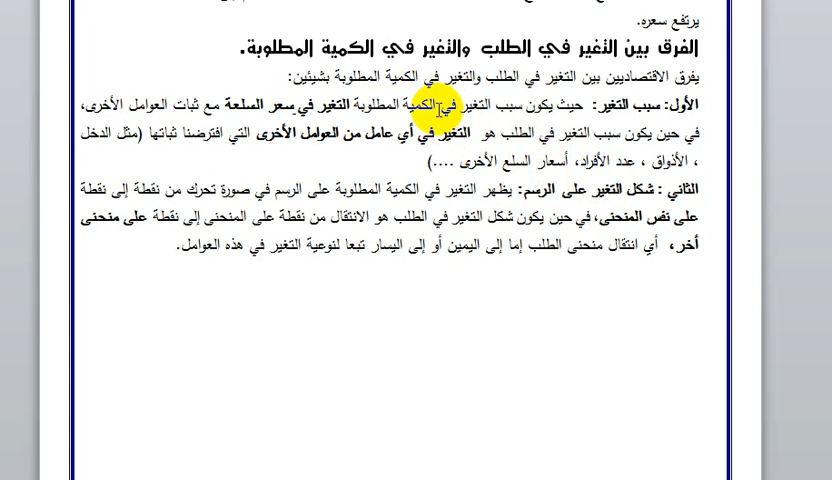 يرتفع سعره.
الفرق بين التغير في الطلب والتغير في الكمية المطلوبة.
يفرق الاقتصاديين بين التغير في الطلب والتغير في الكمية المطلوبة بشيئين:
الأول: سبب التغير: حيث يكون سبب التغير في الكمية المطلوبة التغير في سعر السلعة مع ثبات العوامل الأخرى،
في حين يكون سبب التغير في الطلب هو التغير في أي عامل من العوامل الأخرى التي افترضنا ثباتها (مثل الدخل
، الأذواق ، عدد الأفراد، أسعار السلع الأخرى ....)
الثاني : شكل التغير على الرسم: يظهر التغير في الكمية المطلوبة على الرسم في صورة تحرك من نقطة إلى نقطة
على نفس المنحنى، في حين يكون شكل التغير في الطلب هو الانتقال من نقطة على المنحنى إلى نقطة على منحنى
أخر، أي انتقال منحنى الطلب إما إلى اليمين أو إلى اليسار تبعا لنوعية التغير في هذه العوامل.